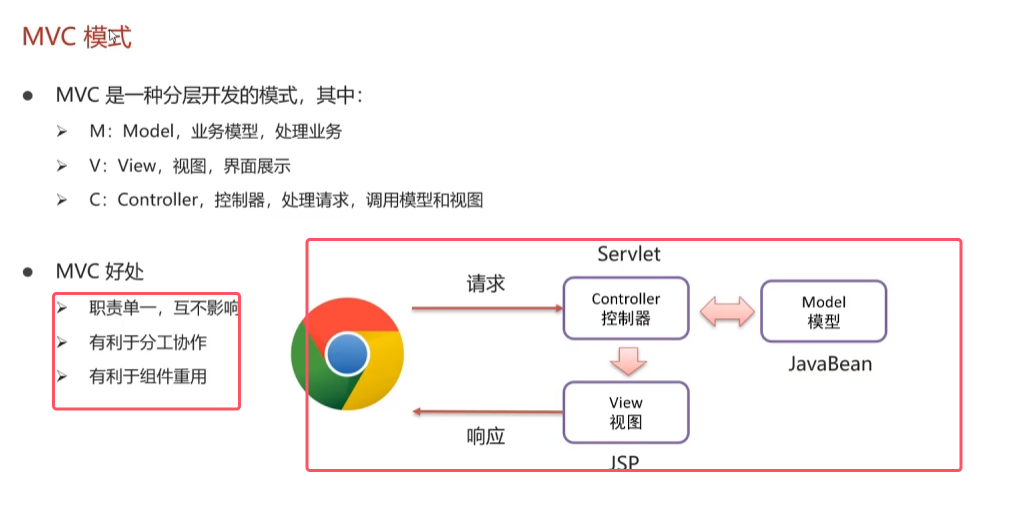 MVC 模式
MVC 是一种分层开发的模式，其中：
M：Model，业务模型，处理业务
V：View，视图，界面展示
C：Controller，控制器，处理请求，调用模型和视图
MVC 好处
职责单一，互不影响
有利于分工协作
有利于组件重用
Servlet
请求
Controller
控制器
Model
模型
JavaBean
View
视图
响应
JSP